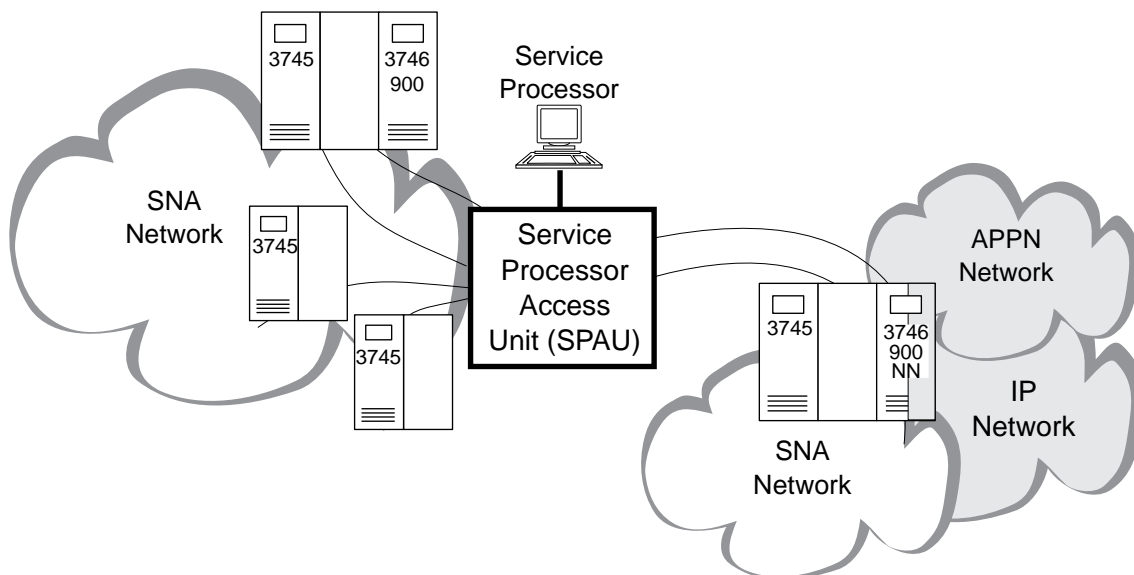 3745
3746
900
Service
Processor
SNA
Network
3745
3745
Service
Processor
Access
Unit (SPAU)
APPN
Network
3745
3746
900
NN
IP
Network
SNA
Network